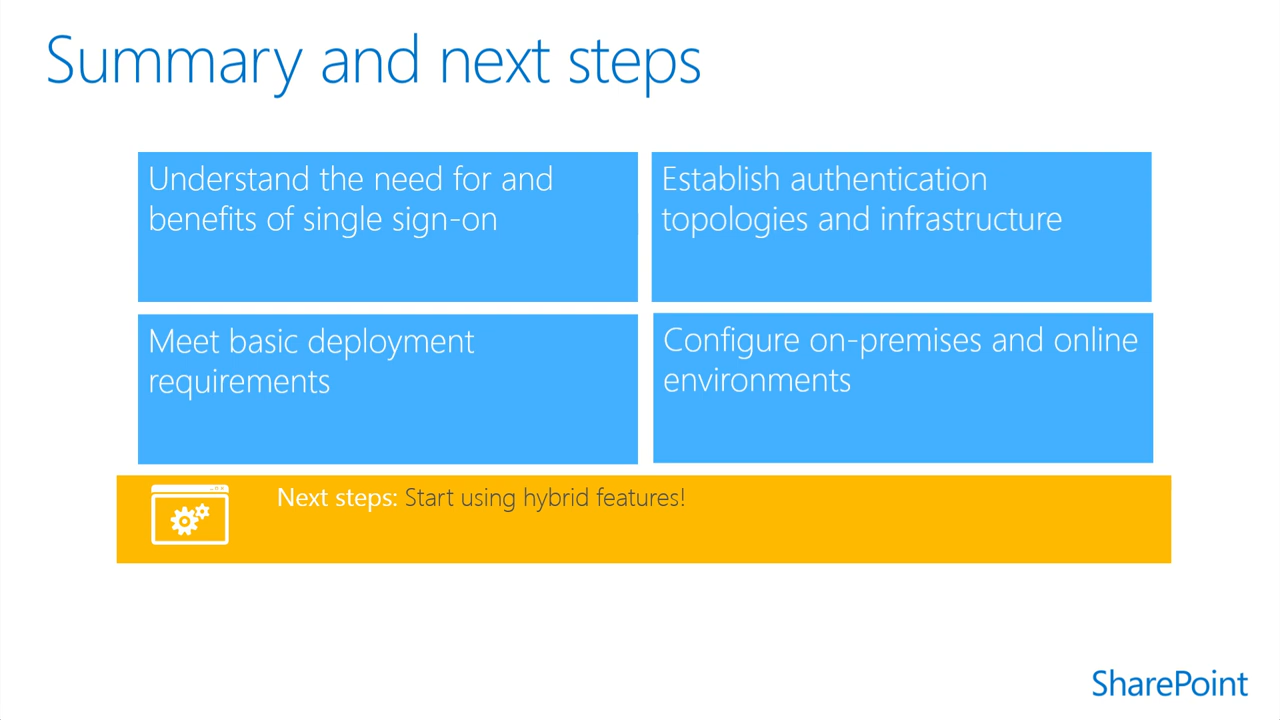 Summary and next steps
Understand the need for and
benefits of single sign-on
Establish authentication
topologies and infrastructure
Meet basic deployment
requirements
Configure on-premises and online
environments
Next steps: Start using hybrid features!
SharePoint